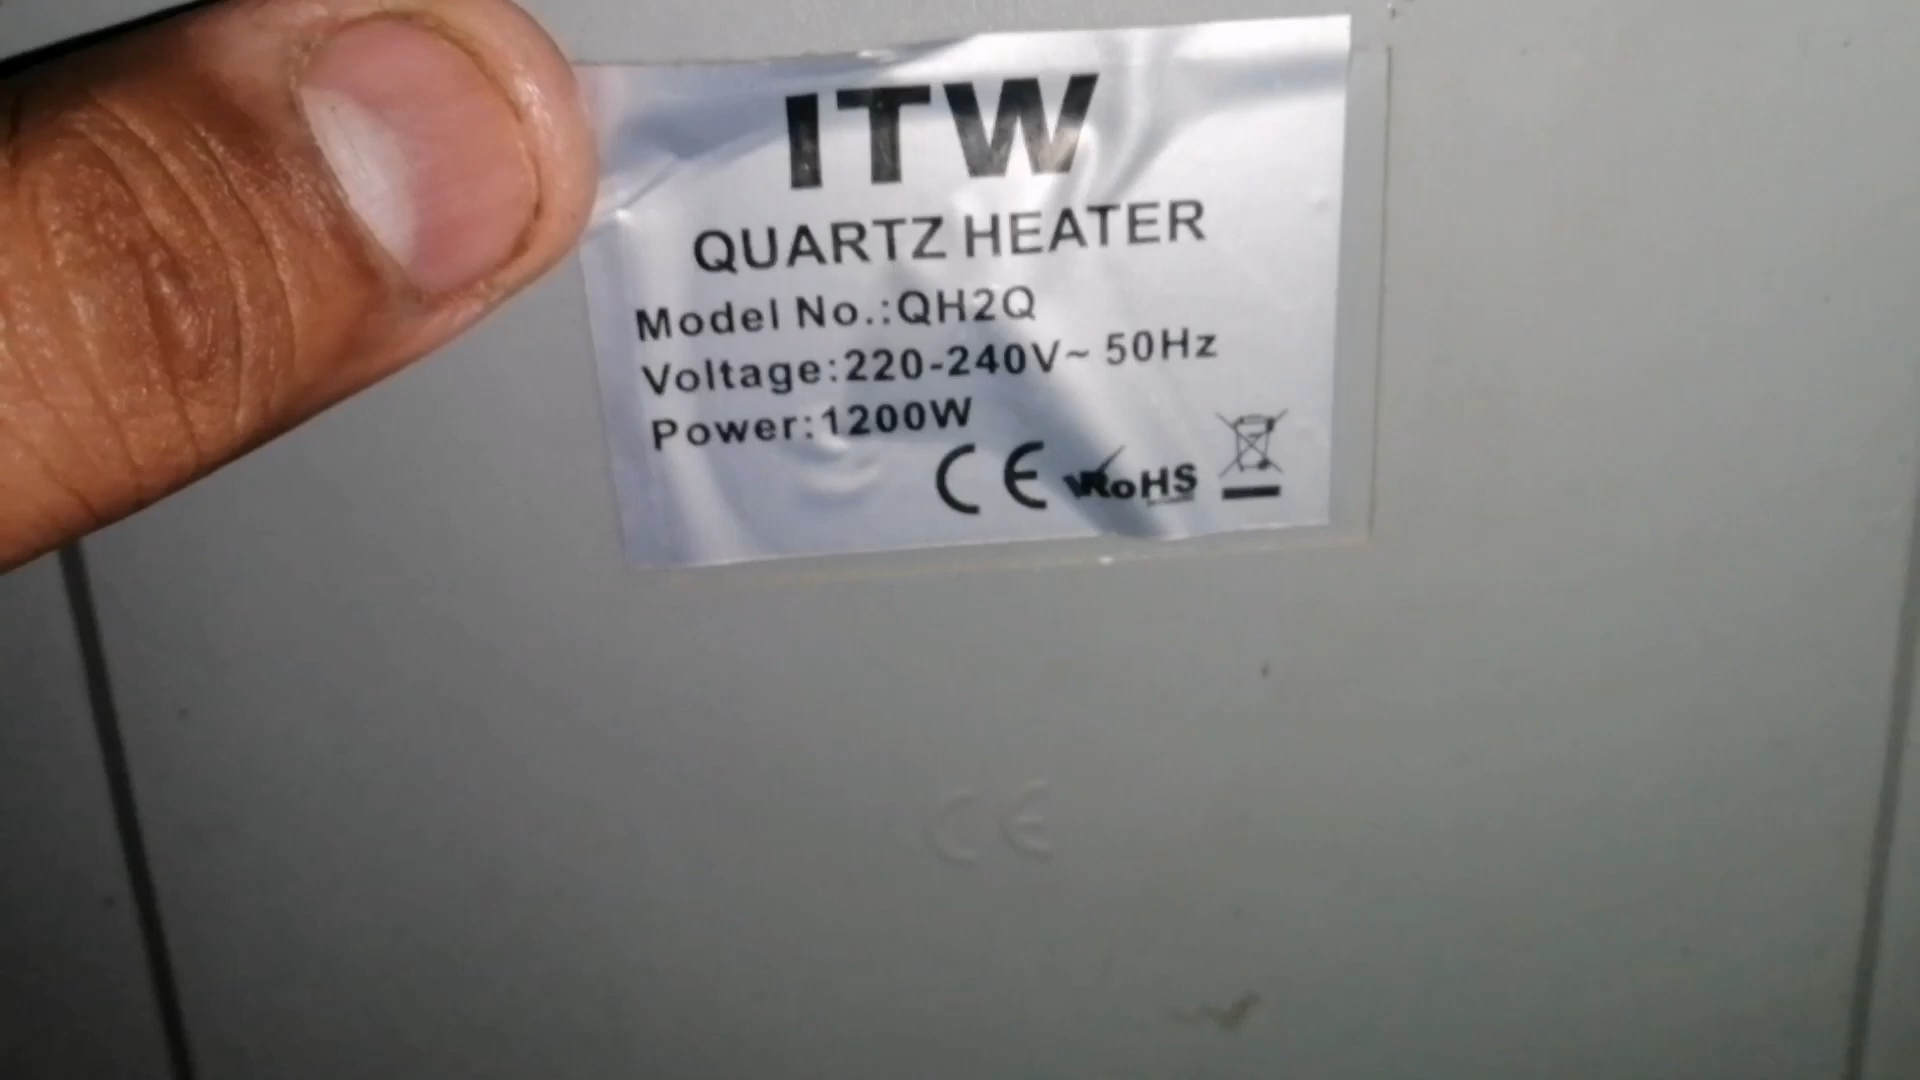 ITW
QUARTZ HEATER
Model No.:QH2Q
Voltage:220-240V~ 50Hz
Power:1200W
CE RoHS
CE